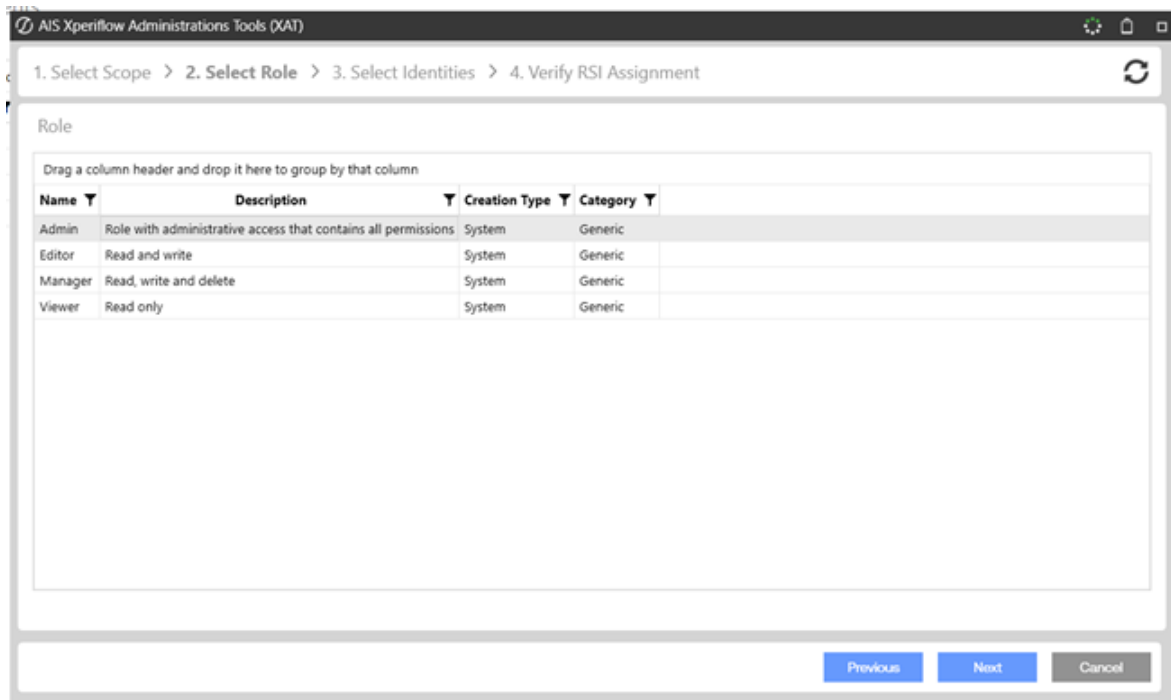 AIS Xperiflow Administrations Tools (XAT)
1. Select Scope > 2. Select Role > 3. Select Identities > 4. Verify RSI Assignment
Role
Drag a column header and drop it here to group by that column
Name Description Creation Type Category
Admin Role with administrative access that contains all permissions System Generic
Editor Read and write System Generic
Manager Read, write and delete System Generic
Viewer Read only System Generic
Previous Next Cancel